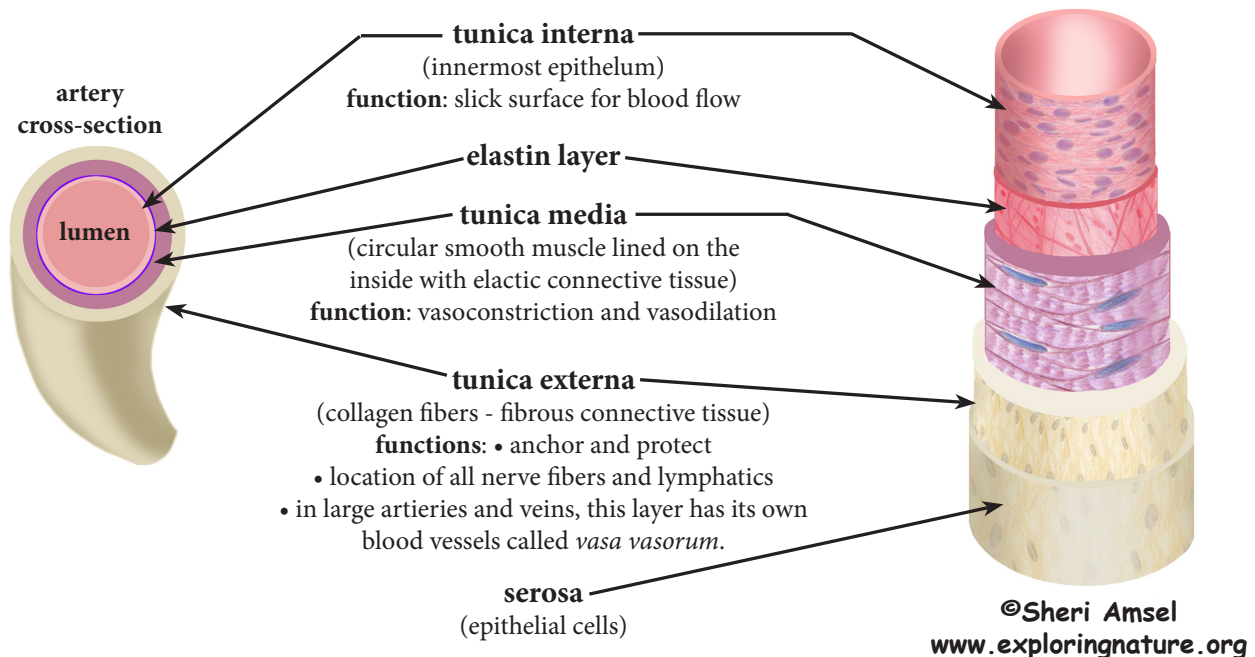 tunica interna
(innermost epithelum)
function: slick surface for blood flow
artery
cross-section
lumen
elastin layer
tunica media
(circular smooth muscle lined on the
inside with elactic connective tissue)
function: vasoconstriction and vasodilation
tunica externa
(collagen fibers - fibrous connective tissue)
functions: • anchor and protect
• location of all nerve fibers and lymphatics
• in large artieries and veins, this layer has its own
blood vessels called vasa vasorum.
serosa
(epithelial cells)
©Sheri Amsel
www.exploringnature.org